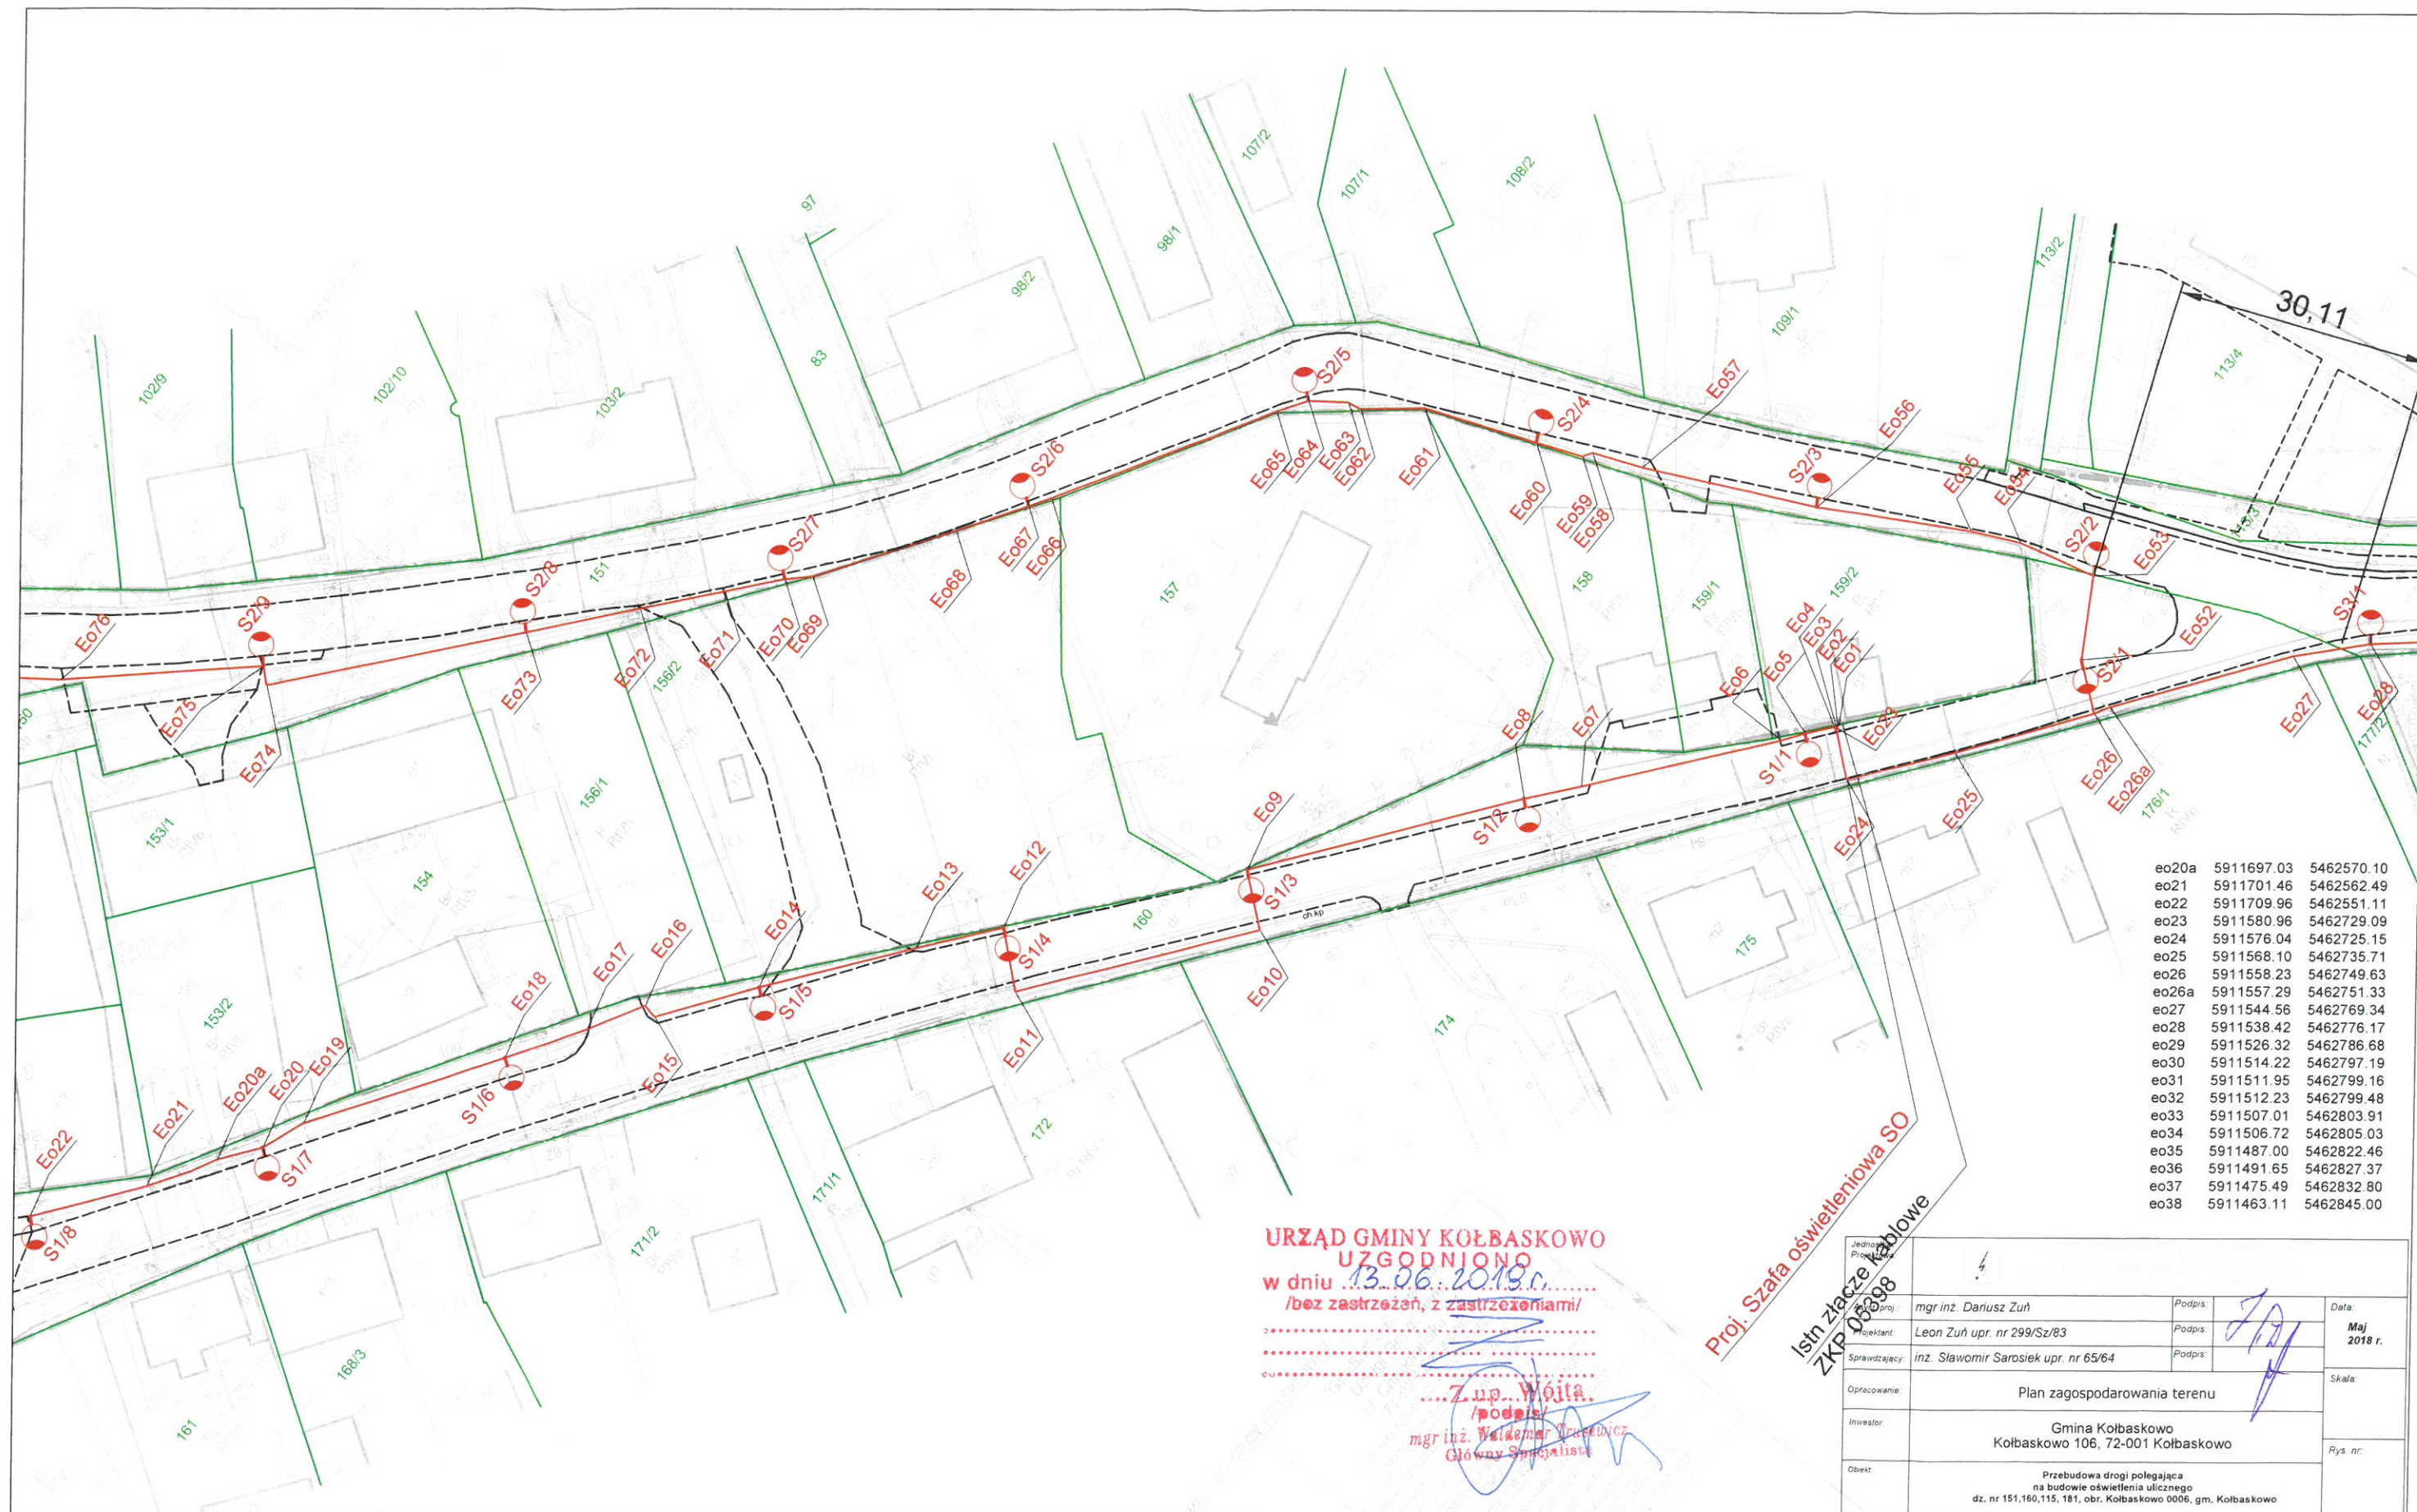 97
107/2
107/1
108/2
98/1
98/2
83
102/9
102/10
103/2
109/1
113/2
113/4
113/3
30,11
S2/5
S2/4
S2/3
S2/6
S2/7
S2/8
S2/9
S2/2
S2/1
S3/1
Eo57
Eo56
Eo55
Eo54
Eo53
Eo52
Eo65
Eo64
Eo63
Eo62
Eo61
Eo60
Eo59
Eo58
Eo67
Eo66
Eo68
Eo70
Eo69
Eo71
Eo72
Eo73
Eo74
Eo75
Eo76
151
157
158
159/1
159/2
156/2
156/1
153/1
154
153/2
160
Eo4
Eo3
Eo2
Eo1
Eo5
Eo6
Eo7
Eo8
Eo9
Eo23
Eo24
Eo25
Eo26
Eo26a
Eo27
Eo28
177/2
176/1
S1/1
S1/2
S1/3
S1/4
S1/5
S1/6
S1/7
S1/8
Eo10
Eo11
Eo12
Eo13
Eo14
Eo15
Eo16
Eo17
Eo18
Eo19
Eo20
Eo20a
Eo21
Eo22
ch.kp
175
174
172
171/1
171/2
168/3
161
Proj. Szafa oświetleniowa SO
Istn złącze kablowe
ZKP 05398
eo20a 5911697.03 5462570.10
eo21 5911701.46 5462562.49
eo22 5911709.96 5462551.11
eo23 5911580.96 5462729.09
eo24 5911576.04 5462725.15
eo25 5911568.10 5462735.71
eo26 5911558.23 5462749.63
eo26a 5911557.29 5462751.33
eo27 5911544.56 5462769.34
eo28 5911538.42 5462776.17
eo29 5911526.32 5462786.68
eo30 5911514.22 5462797.19
eo31 5911511.95 5462799.16
eo32 5911512.23 5462799.48
eo33 5911507.01 5462803.91
eo34 5911506.72 5462805.03
eo35 5911487.00 5462822.46
eo36 5911491.65 5462827.37
eo37 5911475.49 5462832.80
eo38 5911463.11 5462845.00
URZĄD GMINY KOŁBASKOWO
UZGODNIONO
w dniu 13.06.2018r.
/bez zastrzeżeń, z zastrzeżeniami/
Z up. Wójta
/podpis/
mgr inż. Waldemar Trusewicz
Główny Specjalista
Jednostka
Projektowa:
proj.: mgr inż. Dariusz Zuń Podpis: Data:
Projektant: Leon Zuń upr. nr 299/Sz/83 Podpis: Maj
2018 r.
Sprawdzający: inż. Sławomir Sarosiek upr. nr 65/64 Podpis:
Opracowanie: Plan zagospodarowania terenu Skala:
Inwestor: Gmina Kołbaskowo
Kołbaskowo 106, 72-001 Kołbaskowo
Rys. nr:
Obiekt: Przebudowa drogi polegająca
na budowie oświetlenia ulicznego
dz. nr 151,160,115, 181, obr. Kołbaskowo 0006, gm. Kołbaskowo